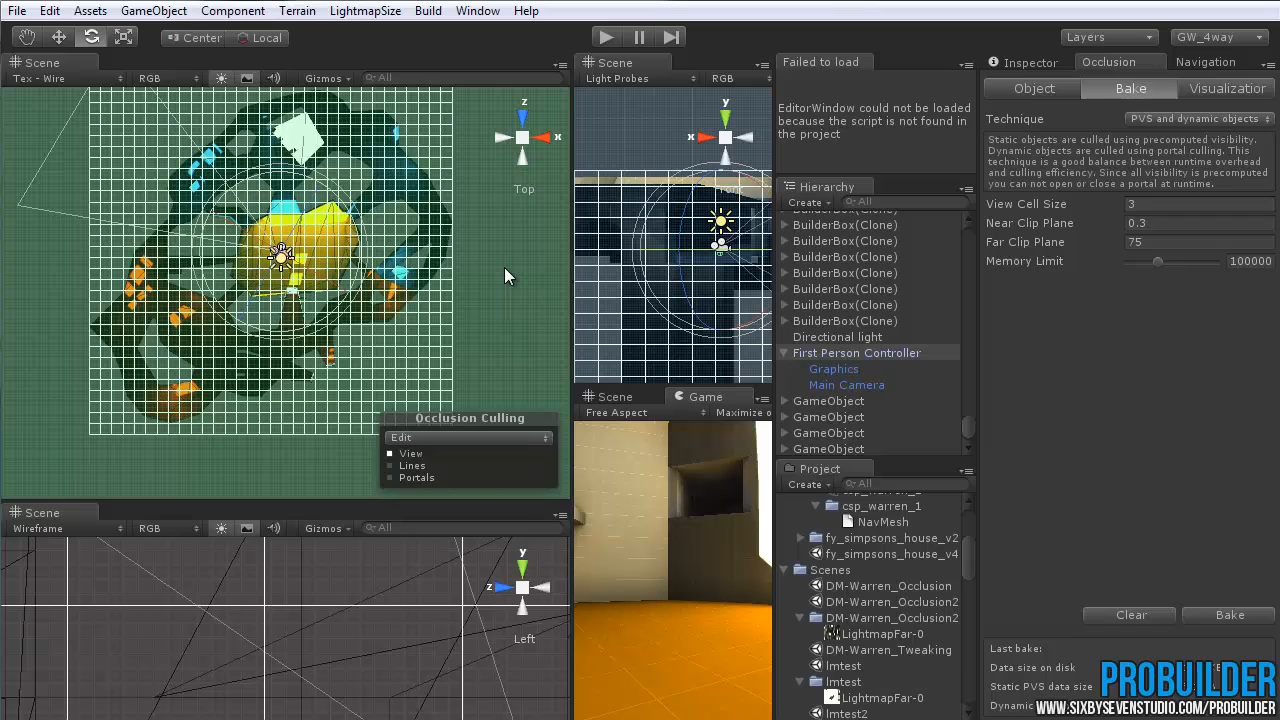 File Edit Assets GameObject Component Terrain LightmapSize Build Window Help
Center Local Layers GW_4way
Scene
Tex - Wire RGB Gizmos All
z x
Top
Occlusion Culling
Edit
View
Lines
Portals
Scene
Wireframe RGB Gizmos All
y z
Left
Scene
Light Probes RGB
y x
Scene Game
Free Aspect Maximize o
Failed to load
EditorWindow could not be loaded
because the script is not found in
the project
Hierarchy
Create All
BuilderBox(Clone)
BuilderBox(Clone)
BuilderBox(Clone)
BuilderBox(Clone)
BuilderBox(Clone)
BuilderBox(Clone)
BuilderBox(Clone)
BuilderBox(Clone)
Directional light
First Person Controller
Graphics
Main Camera
GameObject
GameObject
GameObject
GameObject
Project
Create All
csp_warren_1
NavMesh
fy_simpsons_house_v2
fy_simpsons_house_v4
Scenes
DM-Warren_Occlusion
DM-Warren_Occlusion2
DM-Warren_Occlusion2
LightmapFar-0
DM-Warren_Tweaking
lmtest
lmtest
LightmapFar-0
lmtest2
Inspector Occlusion Navigation
Object Bake Visualizatior
Technique PVS and dynamic objects
Static objects are culled using precomputed visibility.
Dynamic objects are culled using portal culling. This
technique is a good balance between runtime overhead
and culling efficiency. Since all visibility is precomputed
you can not open or close a portal at runtime.
View Cell Size 3
Near Clip Plane 0.3
Far Clip Plane 75
Memory Limit 100000
Clear Bake
Last bake:
Data size on disk
Static PVS data size
Dynamic
PROBUILDER
WWW.SIXBYSEVENSTUDIO.COM/PROBUILDER